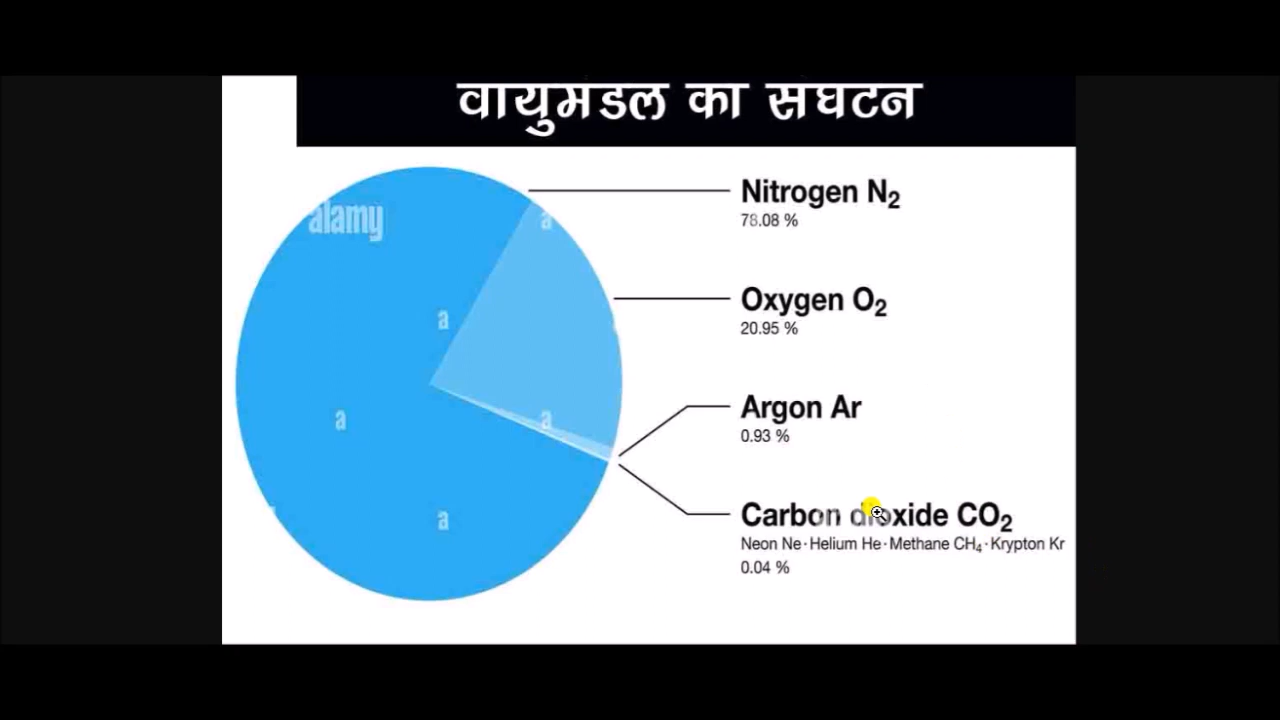 वायुमंडल का संघटन
alamy
a
a
a
a
a
Nitrogen N₂
78.08 %
Oxygen O₂
20.95 %
Argon Ar
0.93 %
Carbon dioxide CO₂
Neon Ne · Helium He · Methane CH₄ · Krypton Kr
0.04 %